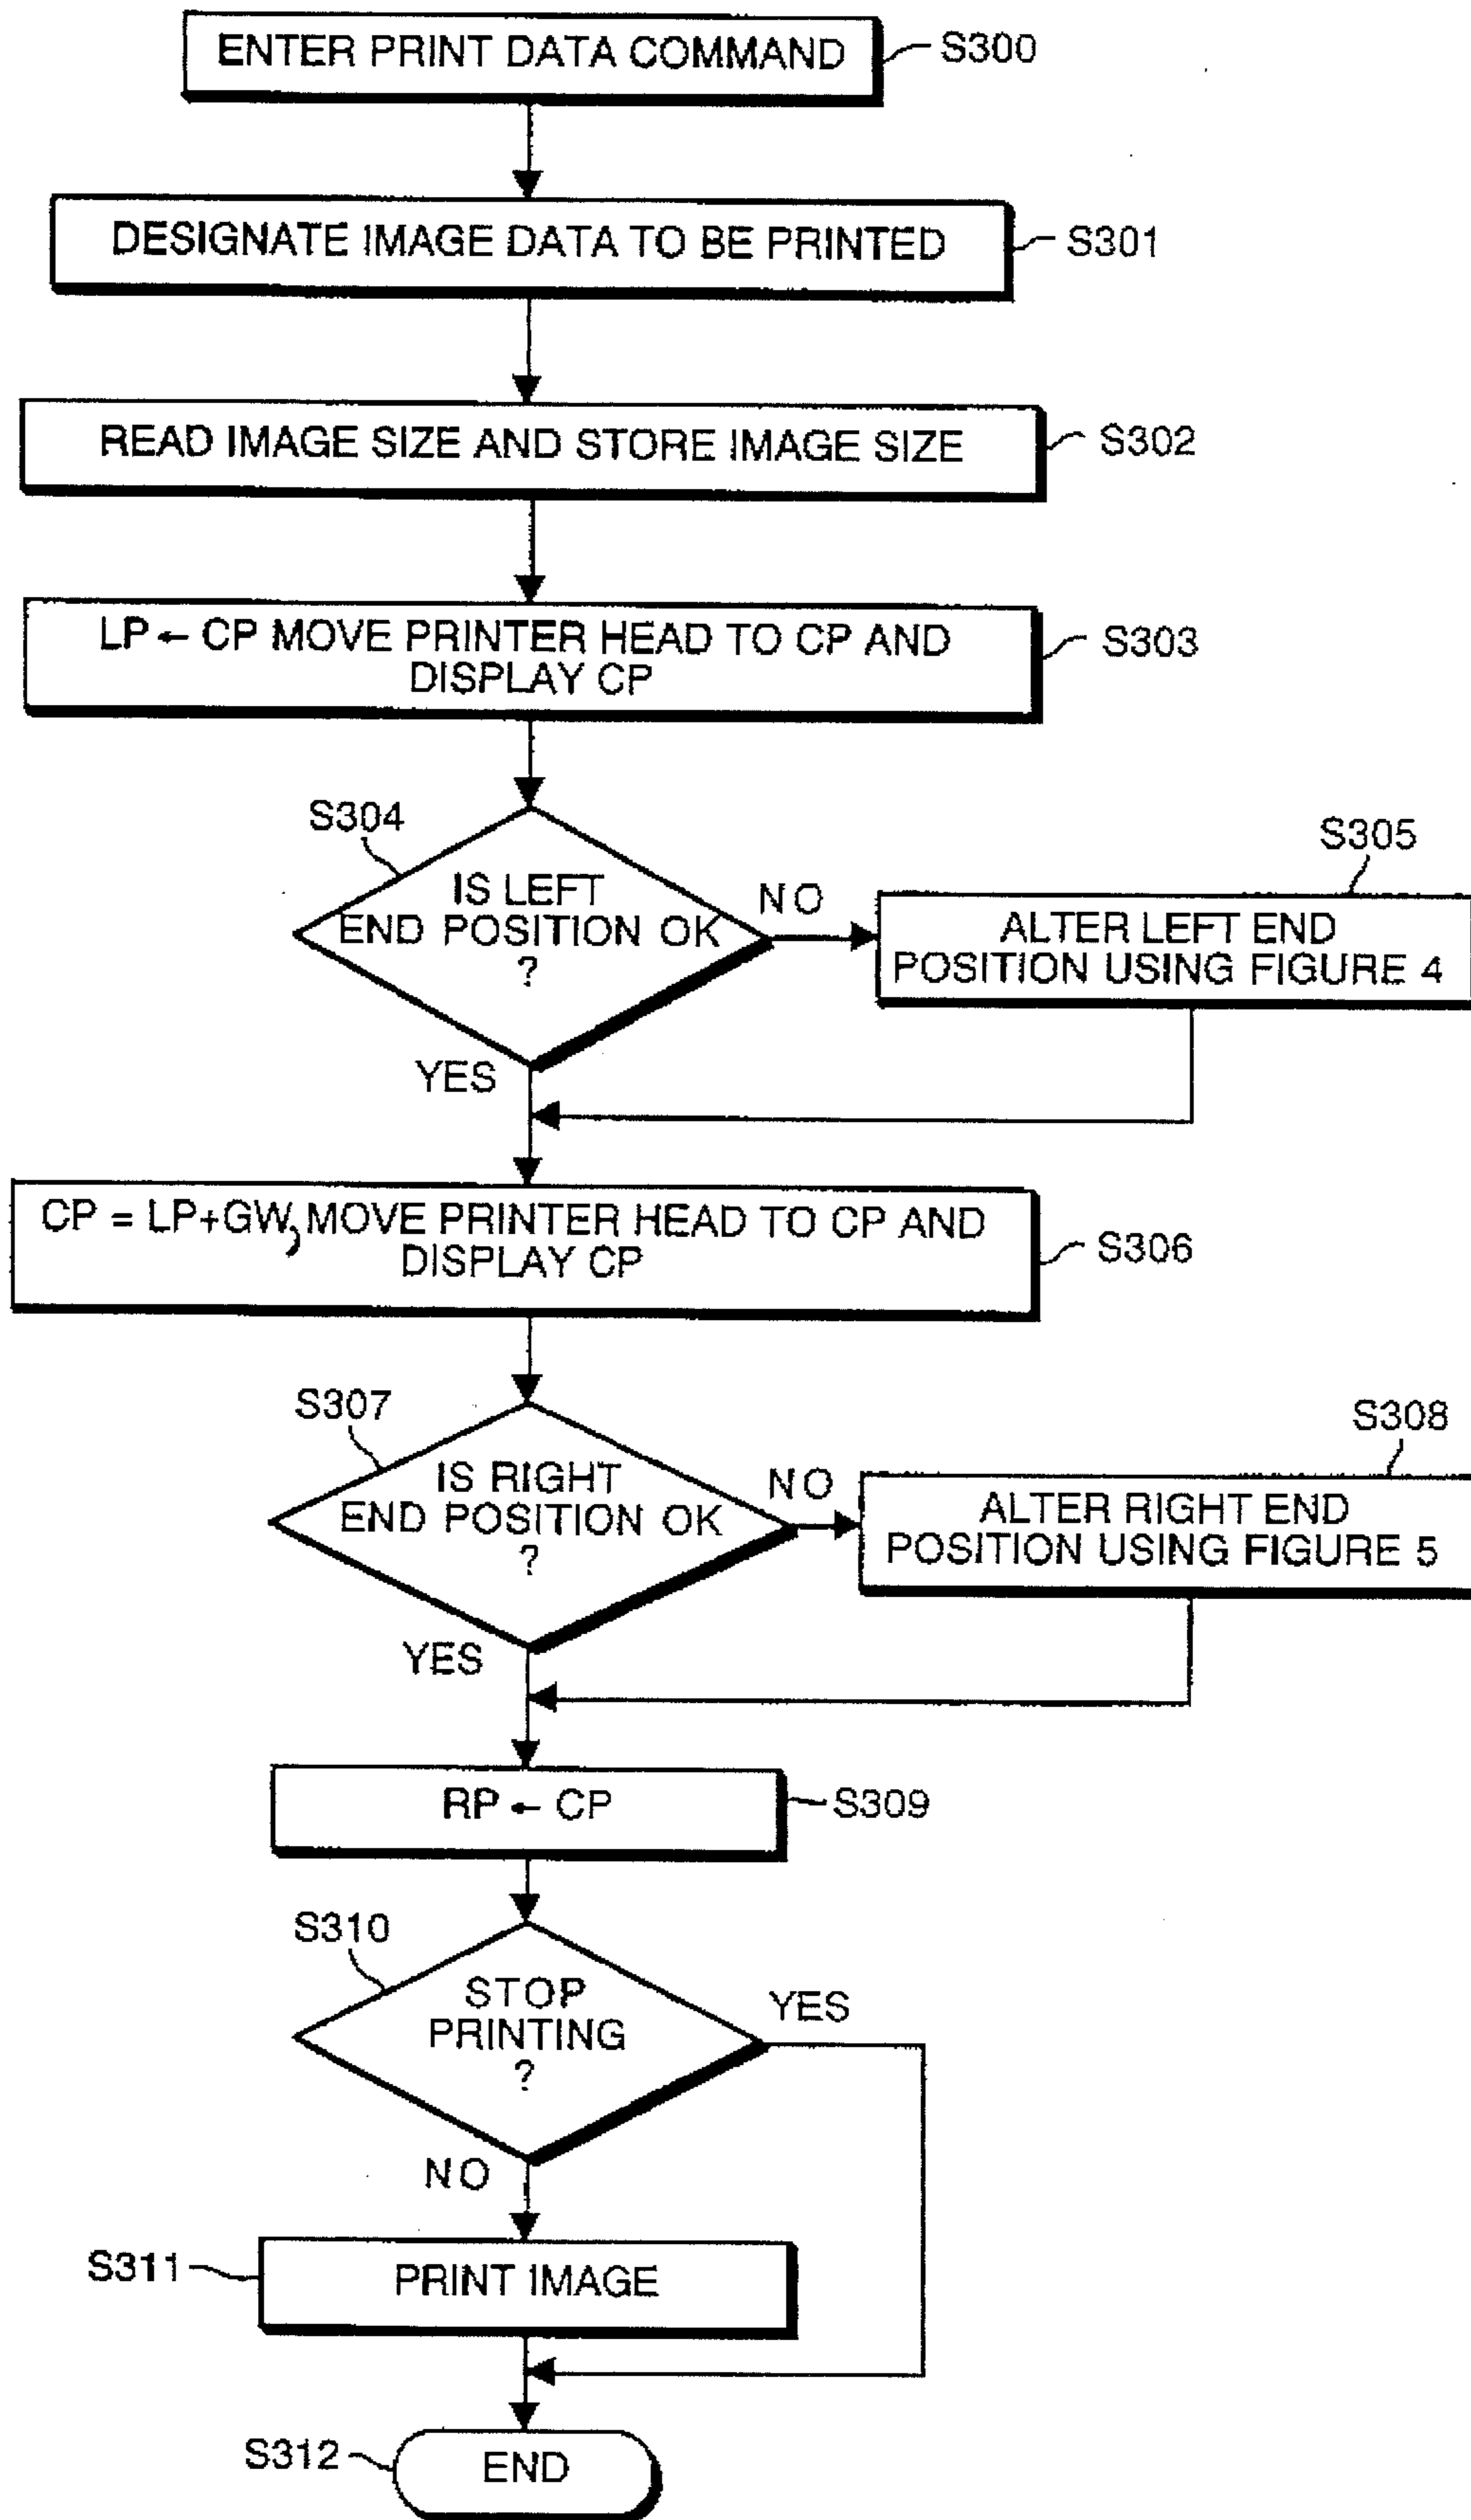 ENTER PRINT DATA COMMAND
S300
DESIGNATE IMAGE DATA TO BE PRINTED
S301
READ IMAGE SIZE AND STORE IMAGE SIZE
S302
LP ← CP MOVE PRINTER HEAD TO CP AND
DISPLAY CP
S303
S304
IS LEFT
END POSITION OK
?
NO
YES
S305
ALTER LEFT END
POSITION USING FIGURE 4
CP = LP+GW, MOVE PRINTER HEAD TO CP AND
DISPLAY CP
S306
S307
IS RIGHT
END POSITION OK
?
NO
YES
S308
ALTER RIGHT END
POSITION USING FIGURE 5
RP ← CP
S309
S310
STOP
PRINTING
?
YES
NO
S311
PRINT IMAGE
S312
END